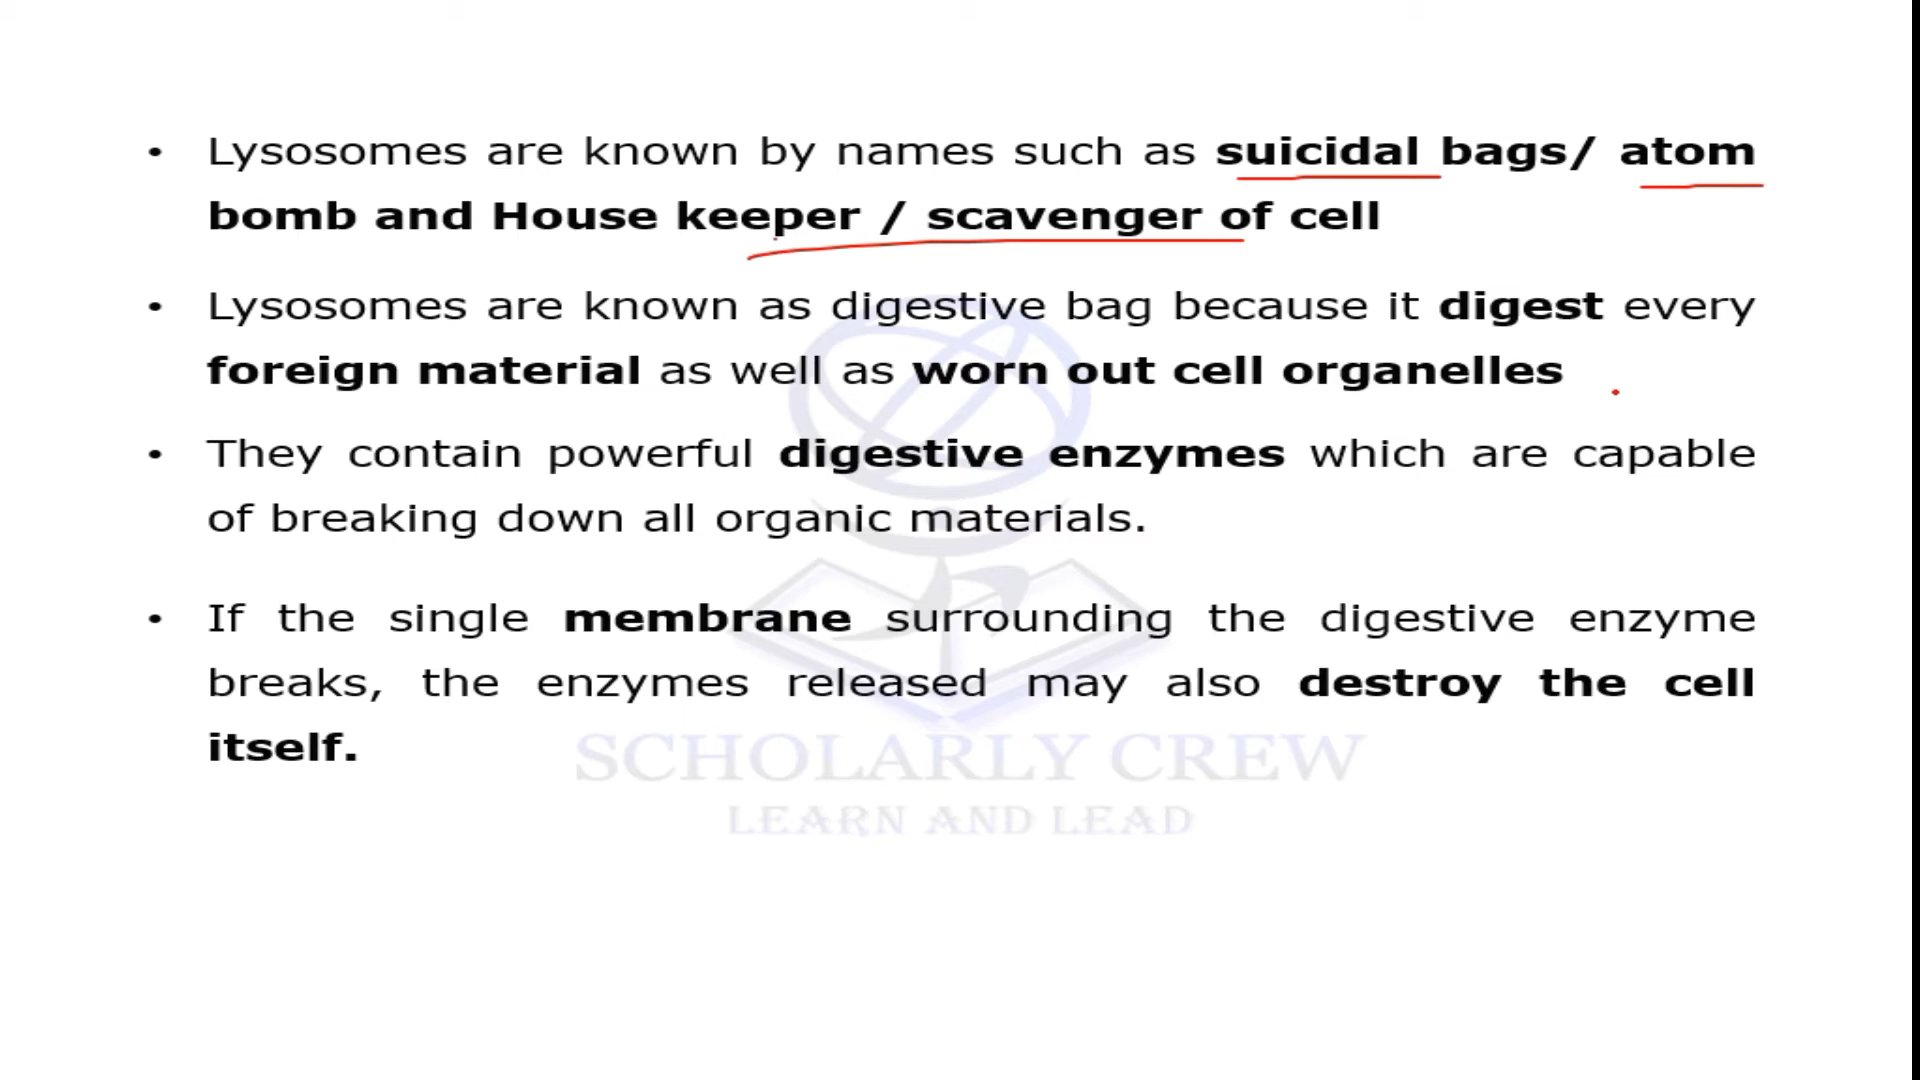 • Lysosomes are known by names such as suicidal bags/ atom
bomb and House keeper / scavenger of cell
• Lysosomes are known as digestive bag because it digest every
foreign material as well as worn out cell organelles
• They contain powerful digestive enzymes which are capable
of breaking down all organic materials.
• If the single membrane surrounding the digestive enzyme
breaks, the enzymes released may also destroy the cell
itself.
SCHOLARLY CREW
LEARN AND LEAD